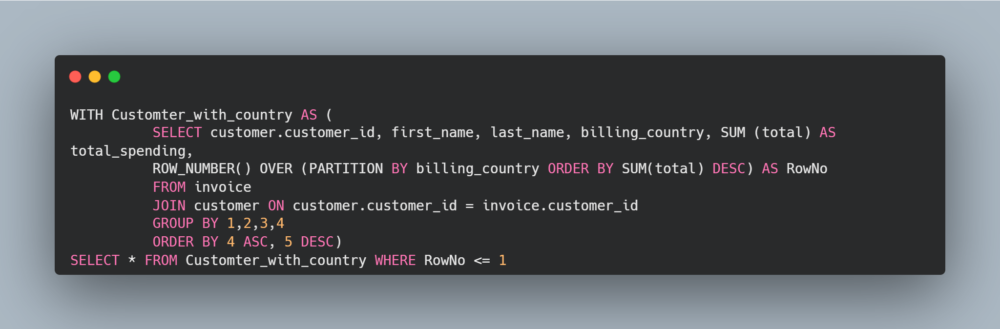 WITH Customter_with_country AS (
SELECT customer.customer_id, first_name, last_name, billing_country, SUM (total) AS
total_spending,
ROW_NUMBER() OVER (PARTITION BY billing_country ORDER BY SUM(total) DESC) AS RowNo
FROM invoice
JOIN customer ON customer.customer_id = invoice.customer_id
GROUP BY 1,2,3,4
ORDER BY 4 ASC, 5 DESC)
SELECT * FROM Customter_with_country WHERE RowNo <= 1